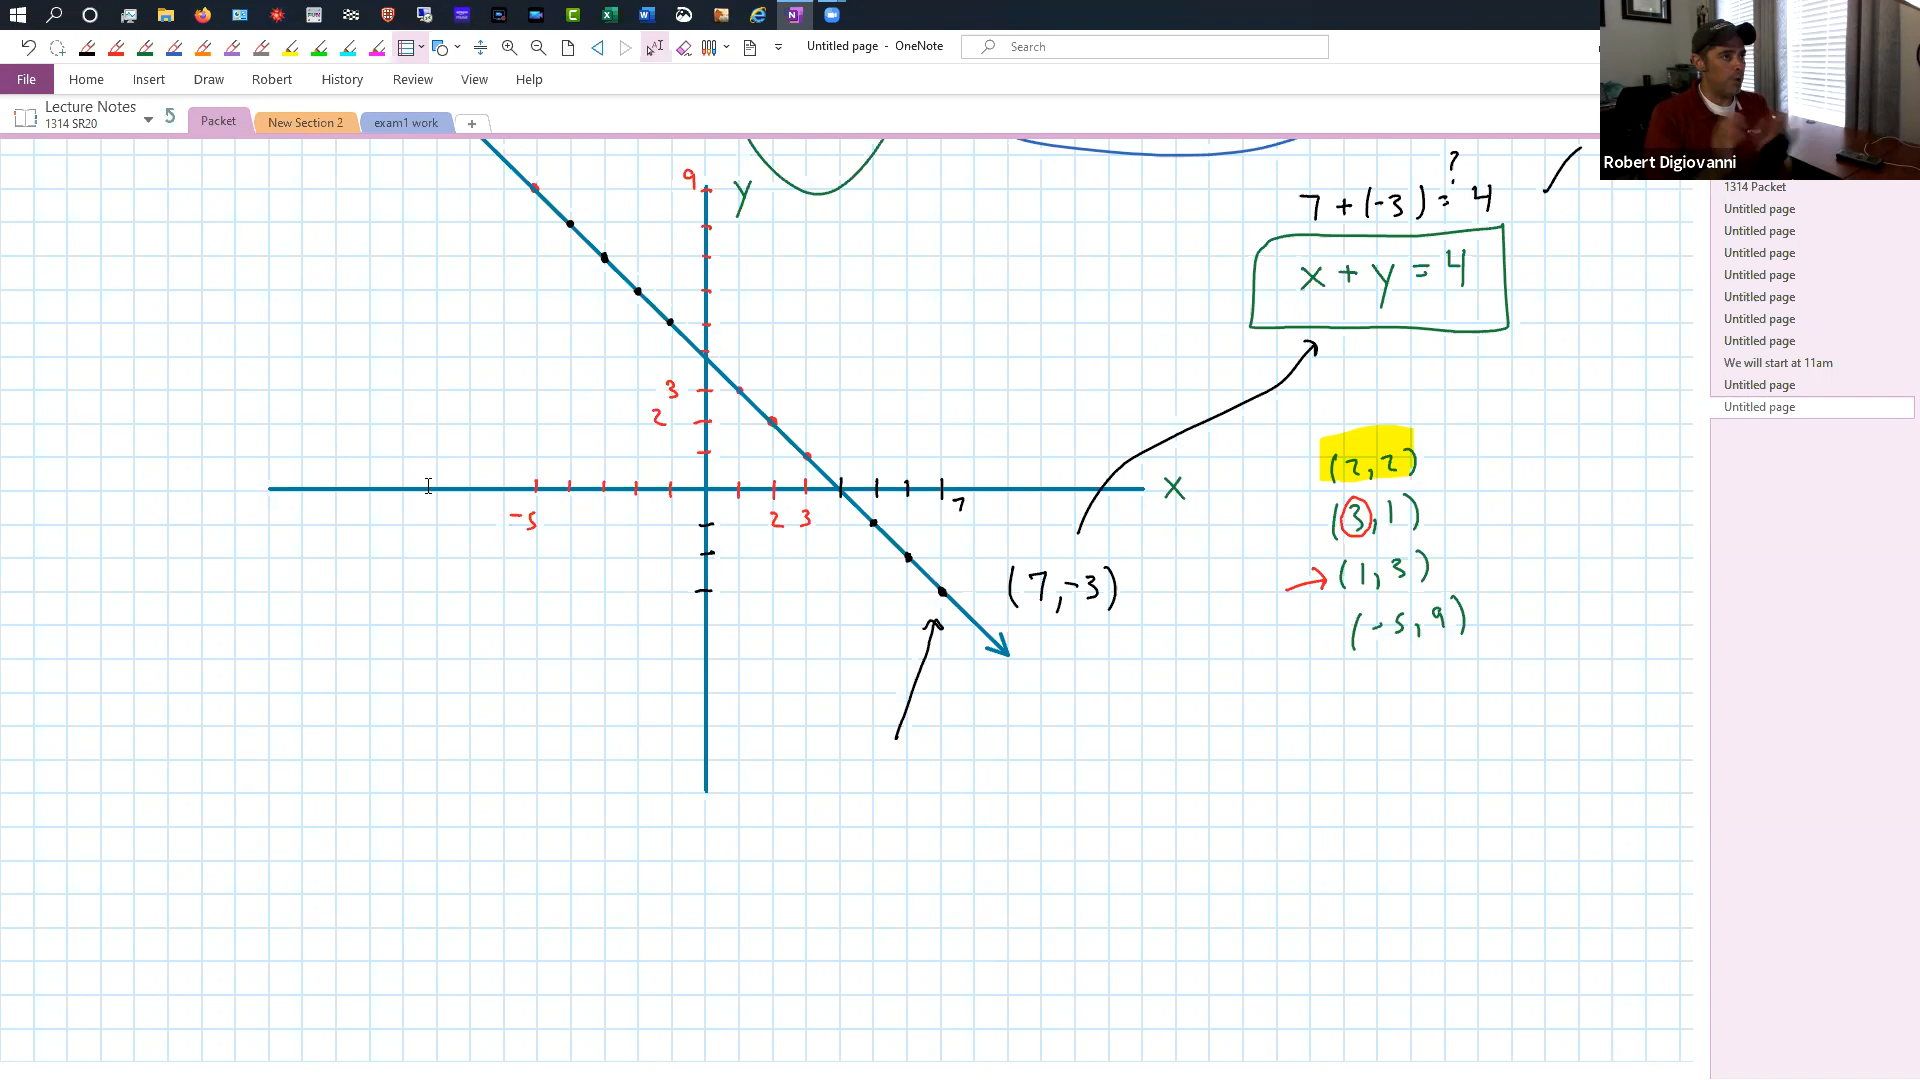 Untitled page - OneNote
Search
File Home Insert Draw Robert History Review View Help
Lecture Notes
1314 SR20
Packet
New Section 2
exam1 work
+
Robert Digiovanni
1314 Packet
Untitled page
Untitled page
Untitled page
Untitled page
Untitled page
Untitled page
Untitled page
We will start at 11am
Untitled page
Untitled page
9
y
?
7 + (-3) = 4
x + y = 4
3
2
(2, 2)
x
-5
2 3
7
(3, 1)
(1, 3)
(7, -3)
(-5, 9)